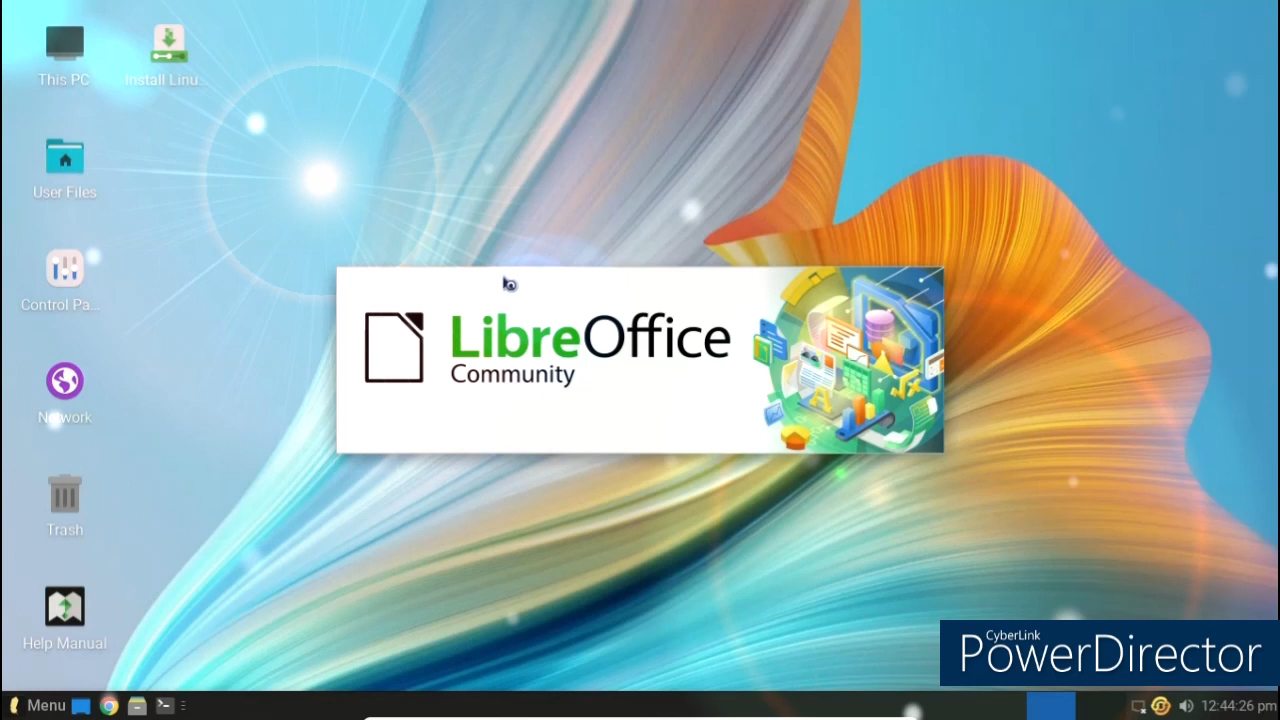 This PC
Install Linu...
User Files
Control Pa...
Network
Trash
Help Manual
LibreOffice
Community
CyberLink
PowerDirector
Menu
12:44:26 pm